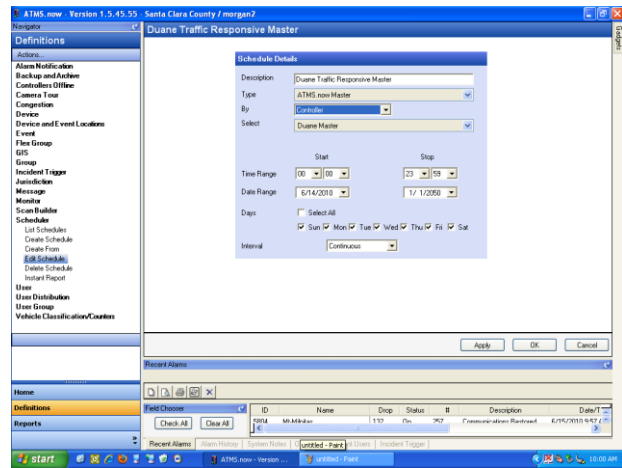 ATMS.now - Version 1.5.45.55 - Santa Clara County / morgan2
Navigator
Definitions
Actions...
Alarm Notification
Backup and Archive
Controllers Offline
Camera Tour
Congestion
Device
Device and Event Locations
Event
Flex Group
GIS
Group
Incident Trigger
Jurisdiction
Message
Monitor
Scan Builder
Scheduler
List Schedules
Create Schedule
Create From
Edit Schedule
Delete Schedule
Instant Report
User
User Distribution
User Group
Vehicle Classification/Counters
Home
Definitions
Reports
Duane Traffic Responsive Master
Gadgets
Schedule Details
Description Duane Traffic Responsive Master
Type ATMS.now Master
By Controller
Select Duane Master
Start Stop
Time Range 00 00 23 59
Date Range 6/14/2010 1/ 1/2050
Days Select All
Sun Mon Tue Wed Thu Fri Sat
Interval Continuous
Apply OK Cancel
Recent Alarms
Field Chooser
Check All Clear All
ID Name Drop Status # Description Date/T
5804 Mt-Milpitas 132 On 257 Communications Restored 6/15/2010 9:57
Recent Alarms Alarm History System Notes Users Incident Trigger
untitled - Paint
start ATMS.now - Version ... untitled - Paint 10:00 AM